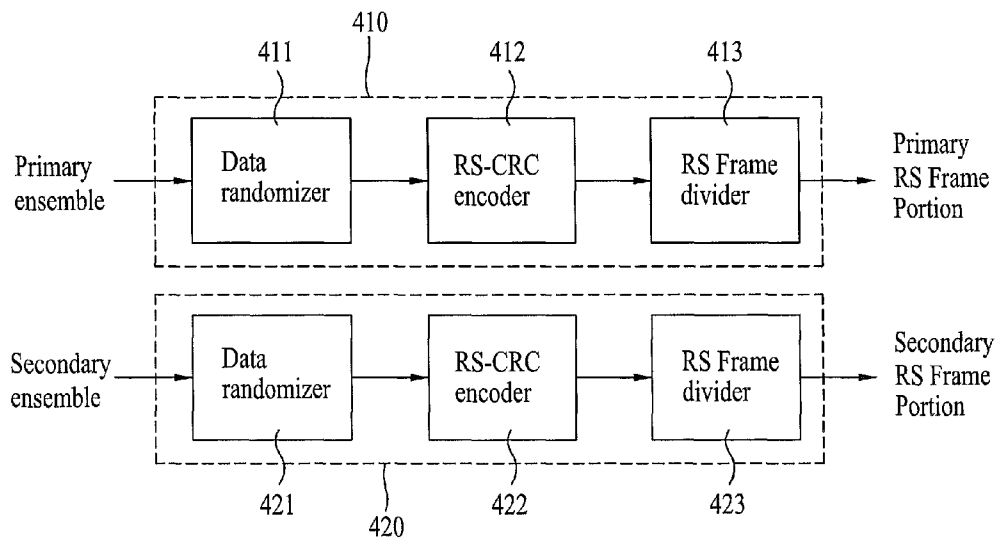 410
411
412
413
Primary
ensemble
Data
randomizer
RS-CRC
encoder
RS Frame
divider
Primary
RS Frame
Portion
Secondary
ensemble
Data
randomizer
RS-CRC
encoder
RS Frame
divider
Secondary
RS Frame
Portion
421
422
423
420